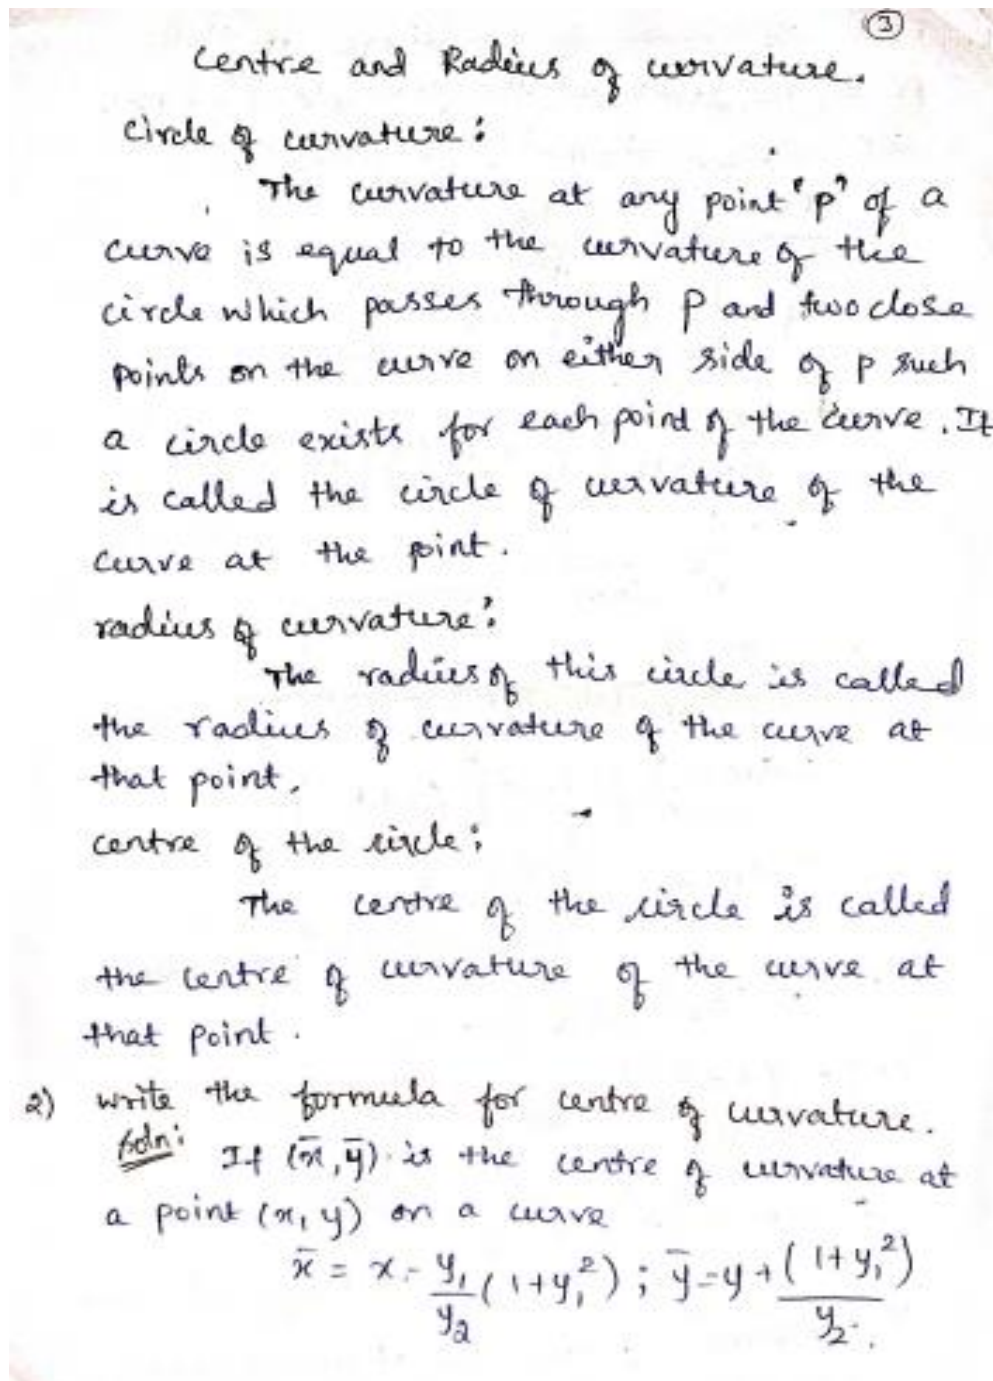 3
Centre and Radius of curvature.
Circle of curvature:
The curvature at any point 'p' of a
curve is equal to the curvature of the
circle which passes through P and two close
points on the curve on either side of p such
a circle exists for each point of the curve. It
is called the circle of curvature of the
curve at the point.
radius of curvature:
The radius of this circle is called
the radius of curvature of the curve at
that point.
centre of the circle:
The centre of the circle is called
the centre of curvature of the curve at
that point.
2) write the formula for centre of curvature.
Soln: If (x̄, ȳ) is the centre of curvature at
a point (x, y) on a curve
x̄ = x - y₁/y₂ (1+y₁²) ; ȳ = y + (1+y₁²)/y₂.